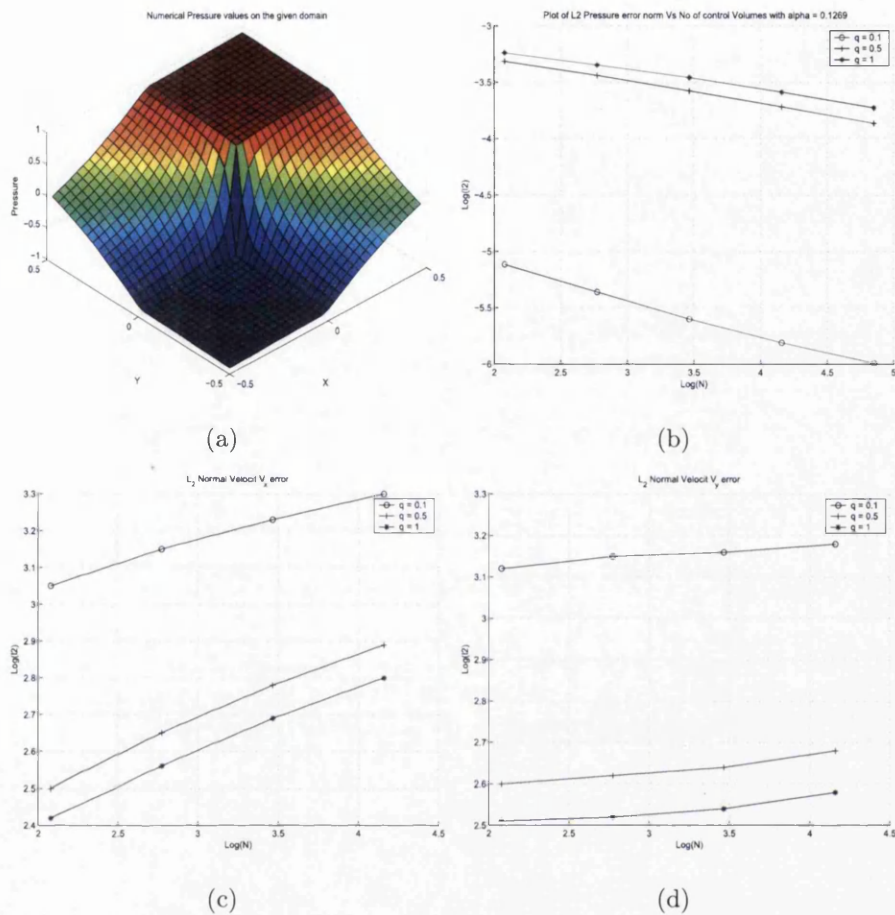 Numerical Pressure values on the given domain
Pressure
1
0.5
0
-0.5
-1
0.5
0
-0.5
Y
-0.5
0
0.5
X
(a)
Plot of L2 Pressure error norm Vs No of control Volumes with alpha = 0.1269
q = 0.1
q = 0.5
q = 1
Log(l2)
-3
-3.5
-4
-4.5
-5
-5.5
-6
2
2.5
3
3.5
4
4.5
5
Log(N)
(b)
L2 Normal Velocit Vx error
q = 0.1
q = 0.5
q = 1
Log(l2)
3.3
3.2
3.1
3
2.9
2.8
2.7
2.6
2.5
2.4
2
2.5
3
3.5
4
4.5
Log(N)
(c)
L2 Normal Velocit Vy error
q = 0.1
q = 0.5
q = 1
Log(l2)
3.3
3.2
3.1
3
2.9
2.8
2.7
2.6
2.5
2
2.5
3
3.5
4
4.5
Log(N)
(d)